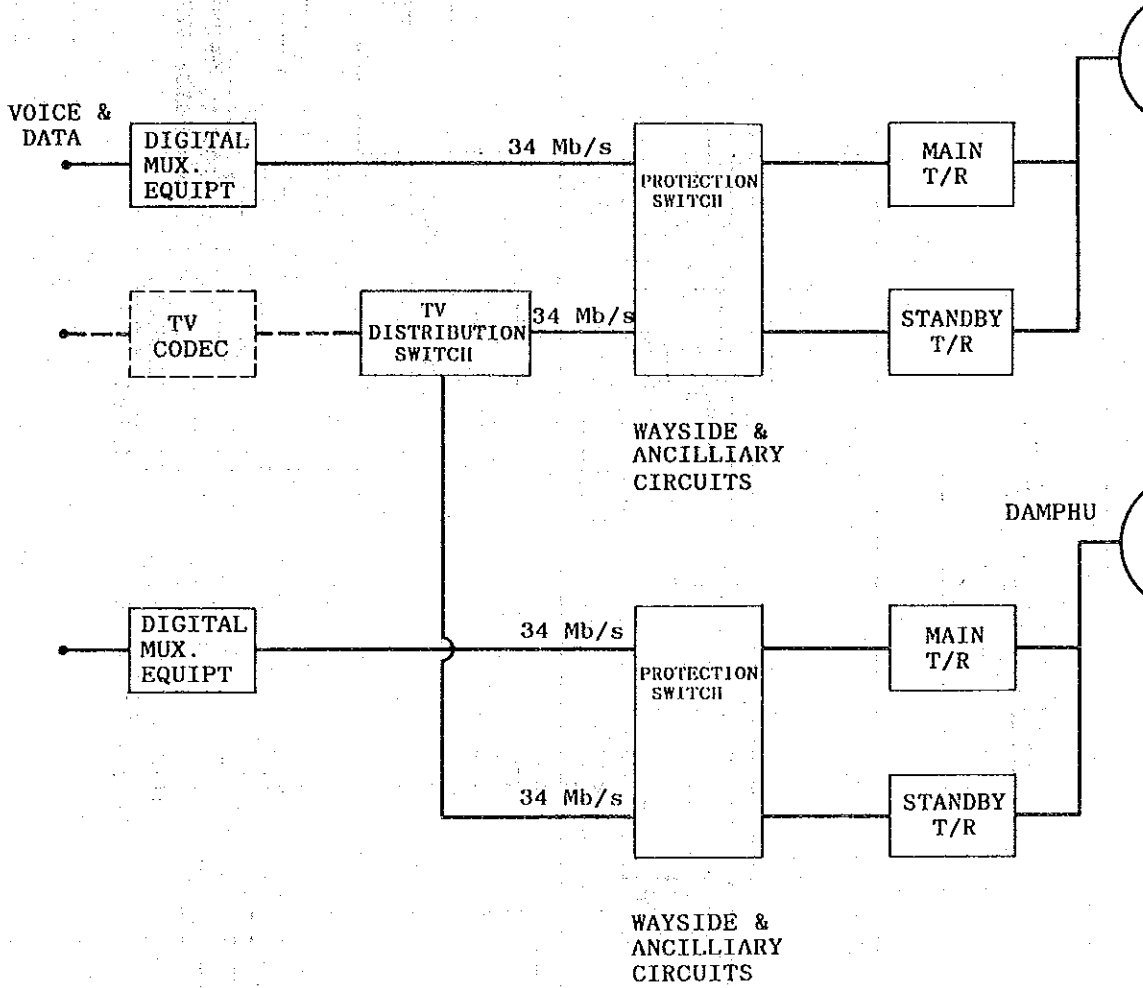 VOICE &
DATA
DIGITAL
MUX.
EQUIPT
34 Mb/s
PROTECTION
SWITCH
MAIN
T/R
TV
CODEC
TV
DISTRIBUTION
SWITCH
34 Mb/s
STANDBY
T/R
WAYSIDE &
ANCILLIARY
CIRCUITS
DAMPHU
DIGITAL
MUX.
EQUIPT
34 Mb/s
PROTECTION
SWITCH
MAIN
T/R
34 Mb/s
STANDBY
T/R
WAYSIDE &
ANCILLIARY
CIRCUITS